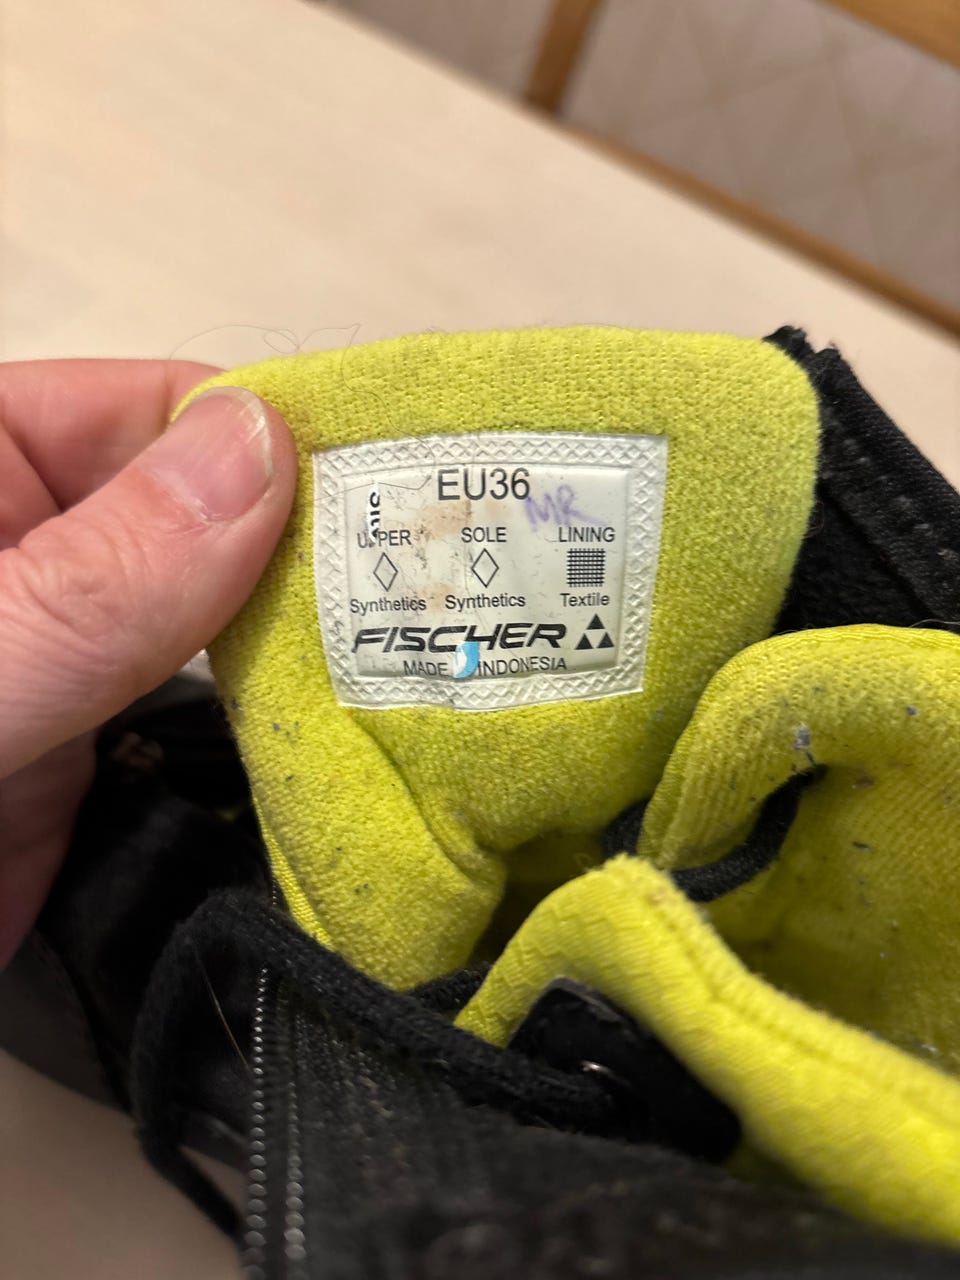 EU36
MR
UPPER SOLE LINING
Synthetics Synthetics Textile
FISCHER
MADE INDONESIA